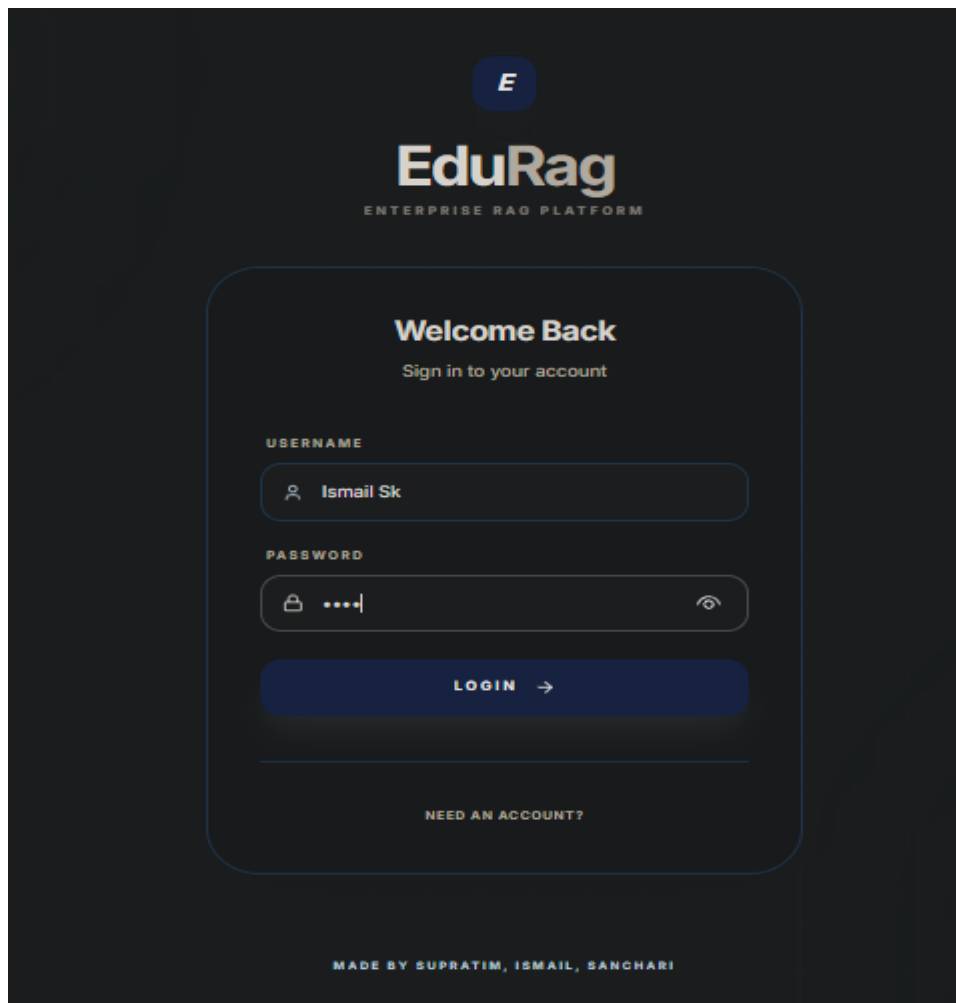 E
EduRag
ENTERPRISE RAG PLATFORM
Welcome Back
Sign in to your account
USERNAME
Ismail Sk
PASSWORD
••••
LOGIN →
NEED AN ACCOUNT?
MADE BY SUPRATIM, ISMAIL, SANCHARI